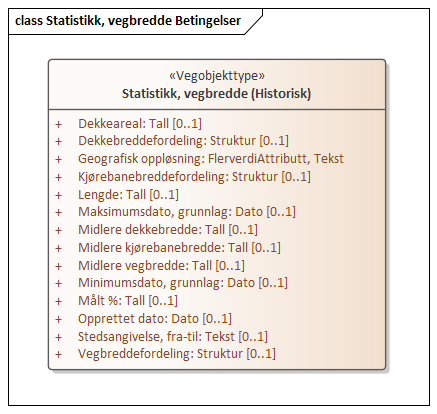 class Statistikk, vegbredde Betingelser
«Vegobjekttype»
Statistikk, vegbredde (Historisk)
+ Dekkeareal: Tall [0..1]
+ Dekkebreddefordeling: Struktur [0..1]
+ Geografisk oppløsning: FlerverdiAttributt, Tekst
+ Kjørebanebreddefordeling: Struktur [0..1]
+ Lengde: Tall [0..1]
+ Maksimumsdato, grunnlag: Dato [0..1]
+ Midlere dekkebredde: Tall [0..1]
+ Midlere kjørebanebredde: Tall [0..1]
+ Midlere vegbredde: Tall [0..1]
+ Minimumsdato, grunnlag: Dato [0..1]
+ Målt %: Tall [0..1]
+ Opprettet dato: Dato [0..1]
+ Stedsangivelse, fra-til: Tekst [0..1]
+ Vegbreddefordeling: Struktur [0..1]